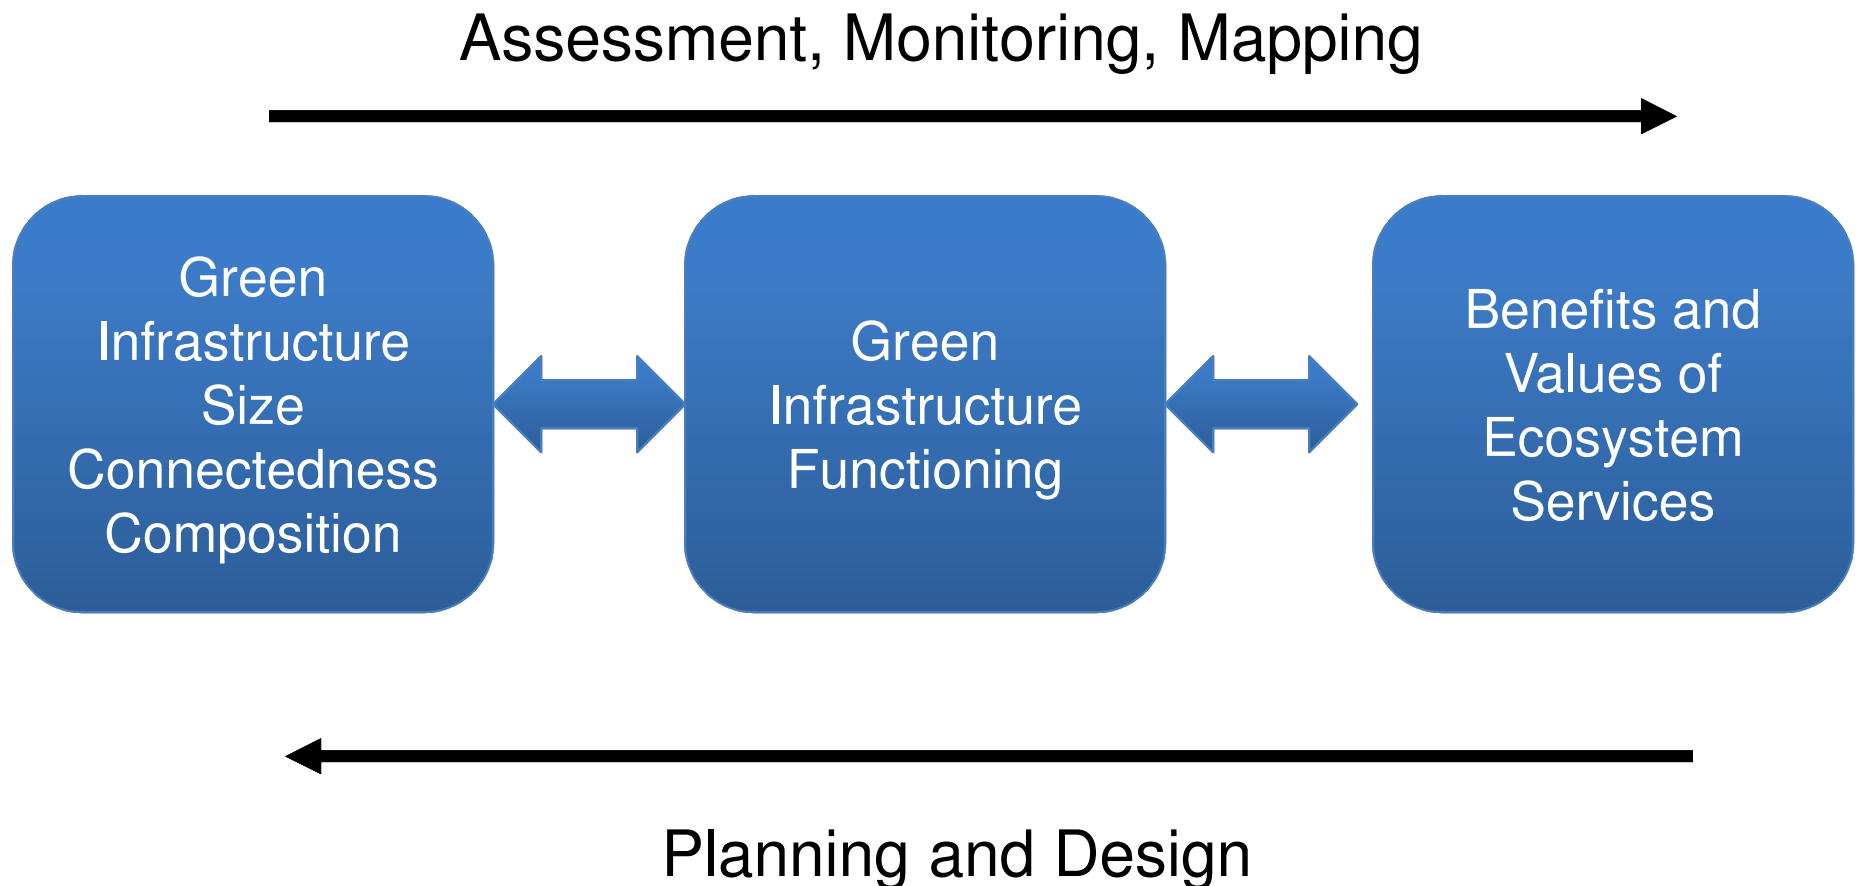 Assessment, Monitoring, Mapping
Green
Infrastructure
Size
Connectedness
Composition
Green
Infrastructure
Functioning
Benefits and
Values of
Ecosystem
Services
Planning and Design